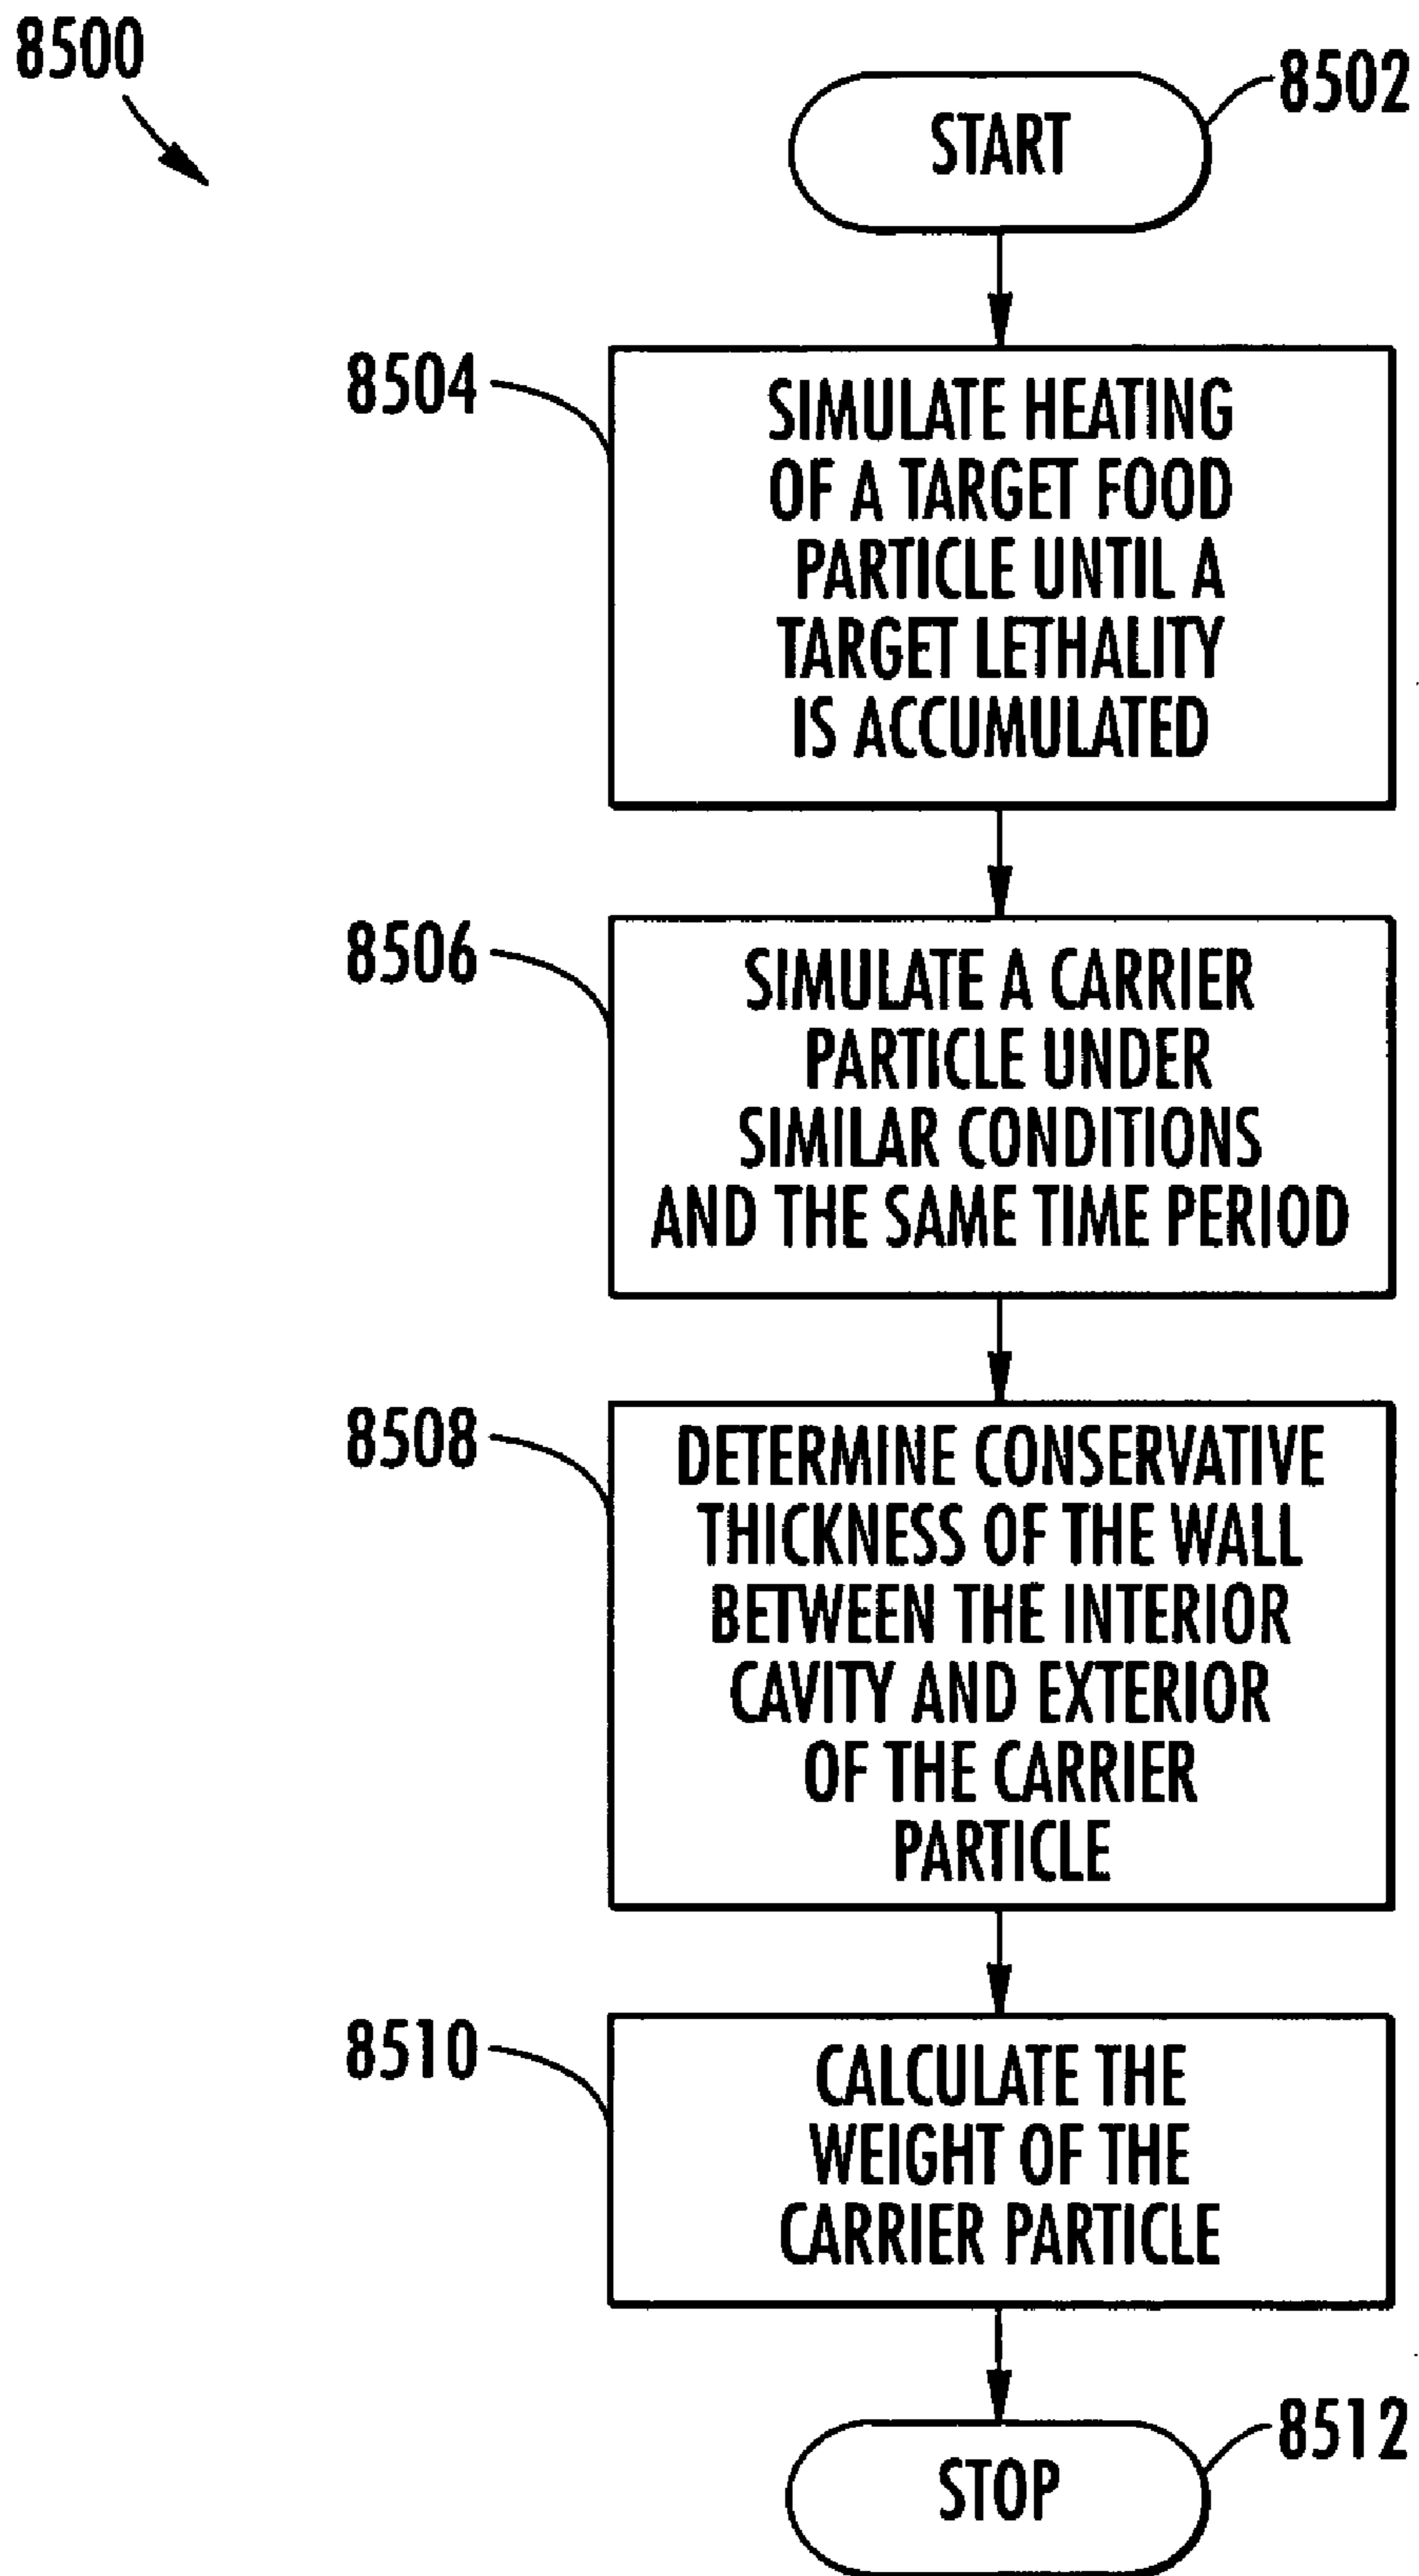 8500
8502
START
8504
SIMULATE HEATING
OF A TARGET FOOD
PARTICLE UNTIL A
TARGET LETHALITY
IS ACCUMULATED
8506
SIMULATE A CARRIER
PARTICLE UNDER
SIMILAR CONDITIONS
AND THE SAME TIME PERIOD
8508
DETERMINE CONSERVATIVE
THICKNESS OF THE WALL
BETWEEN THE INTERIOR
CAVITY AND EXTERIOR
OF THE CARRIER
PARTICLE
8510
CALCULATE THE
WEIGHT OF THE
CARRIER PARTICLE
8512
STOP